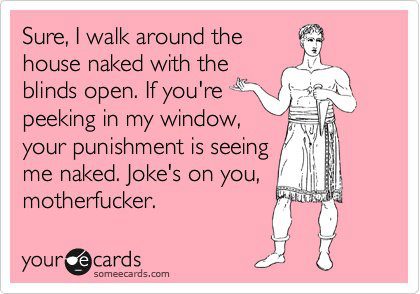 Sure, I walk around the
house naked with the
blinds open. If you're
peeking in my window,
your punishment is seeing
me naked. Joke's on you,
motherfucker.
your e cards
someecards.com